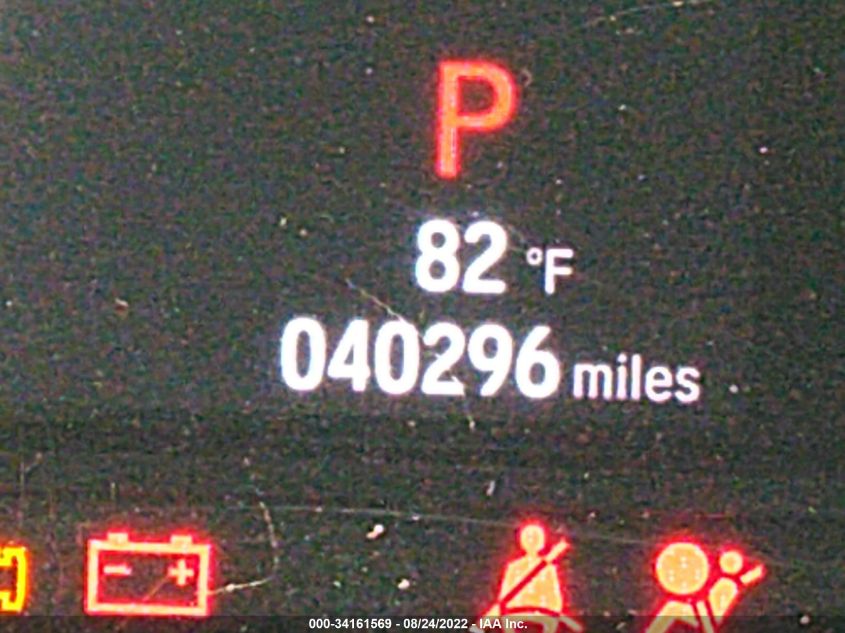 P
82 °F
040296 miles
000-34161569 - 08/24/2022 - IAA Inc.